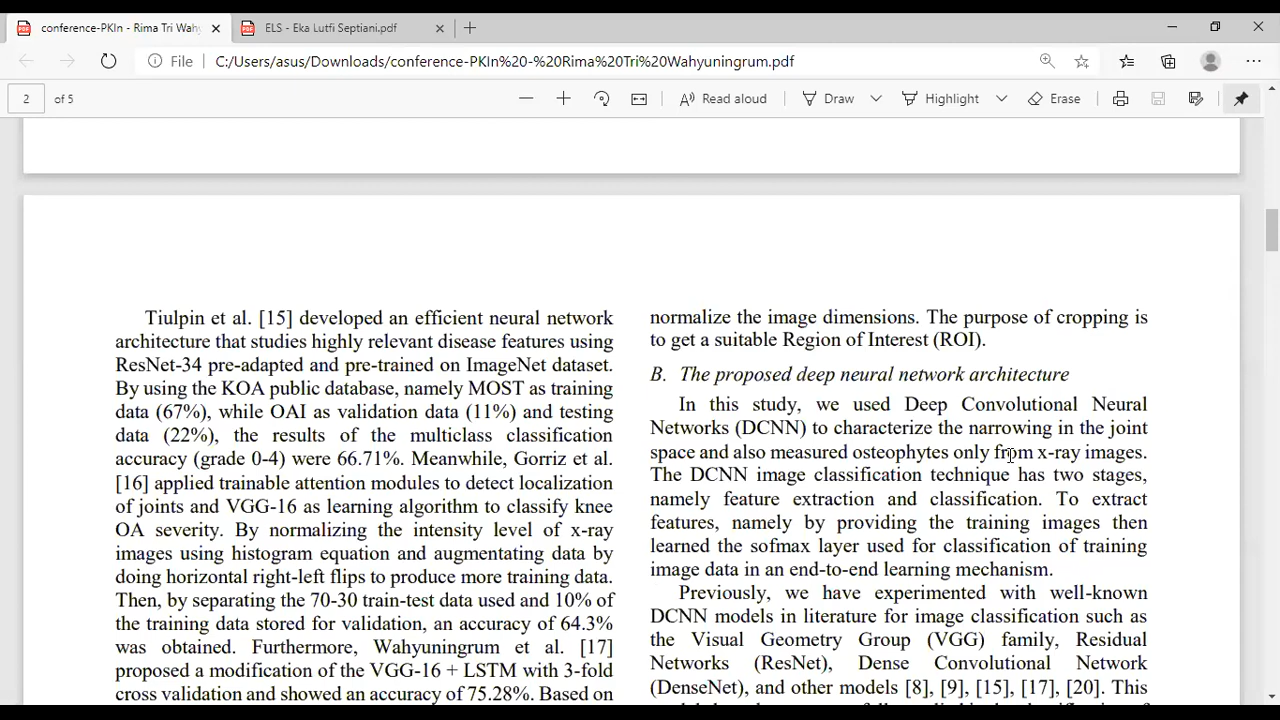 conference-PKIn - Rima Tri Wahy
ELS - Eka Lutfi Septiani.pdf
File
C:/Users/asus/Downloads/conference-PKIn%20-%20Rima%20Tri%20Wahyuningrum.pdf
2
of 5
Read aloud
Draw
Highlight
Erase
Tiulpin et al. [15] developed an efficient neural network
architecture that studies highly relevant disease features using
ResNet-34 pre-adapted and pre-trained on ImageNet dataset.
By using the KOA public database, namely MOST as training
data (67%), while OAI as validation data (11%) and testing
data (22%), the results of the multiclass classification
accuracy (grade 0-4) were 66.71%. Meanwhile, Gorriz et al.
[16] applied trainable attention modules to detect localization
of joints and VGG-16 as learning algorithm to classify knee
OA severity. By normalizing the intensity level of x-ray
images using histogram equation and augmentating data by
doing horizontal right-left flips to produce more training data.
Then, by separating the 70-30 train-test data used and 10% of
the training data stored for validation, an accuracy of 64.3%
was obtained. Furthermore, Wahyuningrum et al. [17]
proposed a modification of the VGG-16 + LSTM with 3-fold
cross validation and showed an accuracy of 75.28%. Based on
normalize the image dimensions. The purpose of cropping is
to get a suitable Region of Interest (ROI).
B. The proposed deep neural network architecture
In this study, we used Deep Convolutional Neural
Networks (DCNN) to characterize the narrowing in the joint
space and also measured osteophytes only from x-ray images.
The DCNN image classification technique has two stages,
namely feature extraction and classification. To extract
features, namely by providing the training images then
learned the sofmax layer used for classification of training
image data in an end-to-end learning mechanism.
Previously, we have experimented with well-known
DCNN models in literature for image classification such as
the Visual Geometry Group (VGG) family, Residual
Networks (ResNet), Dense Convolutional Network
(DenseNet), and other models [8], [9], [15], [17], [20]. This